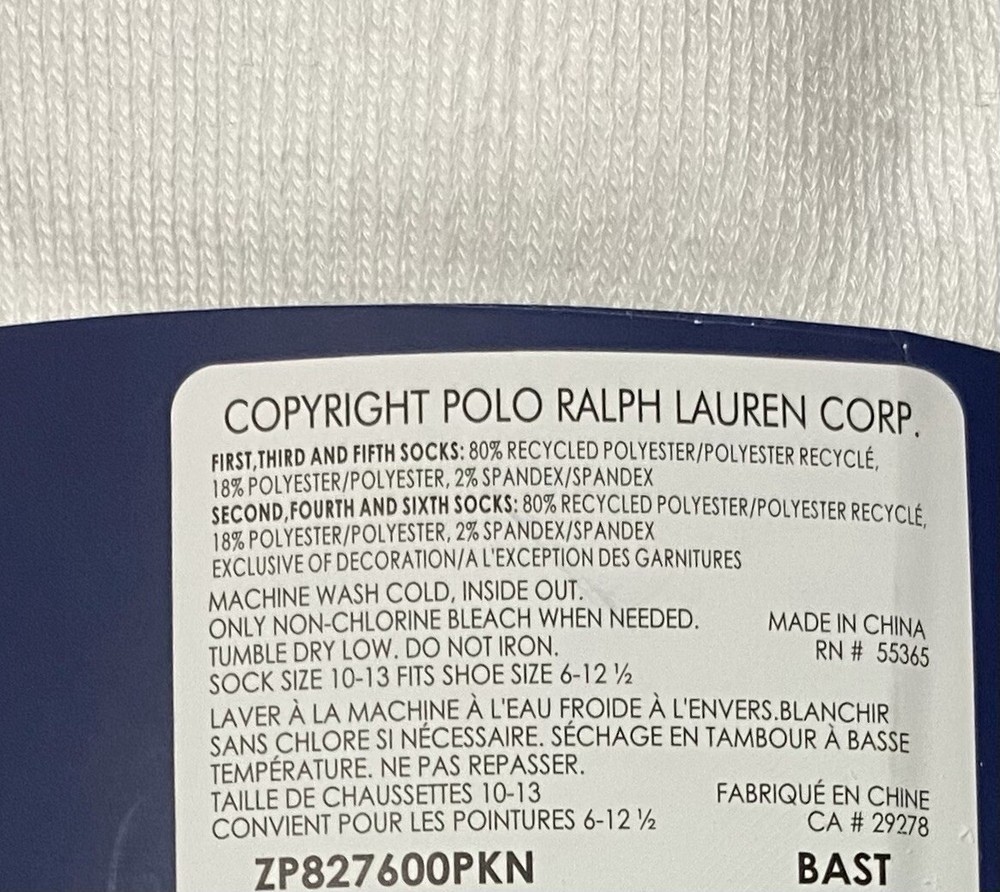 COPYRIGHT POLO RALPH LAUREN CORP.
FIRST,THIRD AND FIFTH SOCKS: 80% RECYCLED POLYESTER/POLYESTER RECYCLÉ,
18% POLYESTER/POLYESTER, 2% SPANDEX/SPANDEX
SECOND,FOURTH AND SIXTH SOCKS: 80% RECYCLED POLYESTER/POLYESTER RECYCLÉ,
18% POLYESTER/POLYESTER, 2% SPANDEX/SPANDEX
EXCLUSIVE OF DECORATION/A L'EXCEPTION DES GARNITURES
MACHINE WASH COLD, INSIDE OUT.
ONLY NON-CHLORINE BLEACH WHEN NEEDED.
TUMBLE DRY LOW. DO NOT IRON.
SOCK SIZE 10-13 FITS SHOE SIZE 6-12 ½
MADE IN CHINA
RN # 55365
LAVER À LA MACHINE À L'EAU FROIDE À L'ENVERS.BLANCHIR
SANS CHLORE SI NÉCESSAIRE. SÉCHAGE EN TAMBOUR À BASSE
TEMPÉRATURE. NE PAS REPASSER.
TAILLE DE CHAUSSETTES 10-13
CONVIENT POUR LES POINTURES 6-12 ½
FABRIQUÉ EN CHINE
CA # 29278
ZP827600PKN BAST